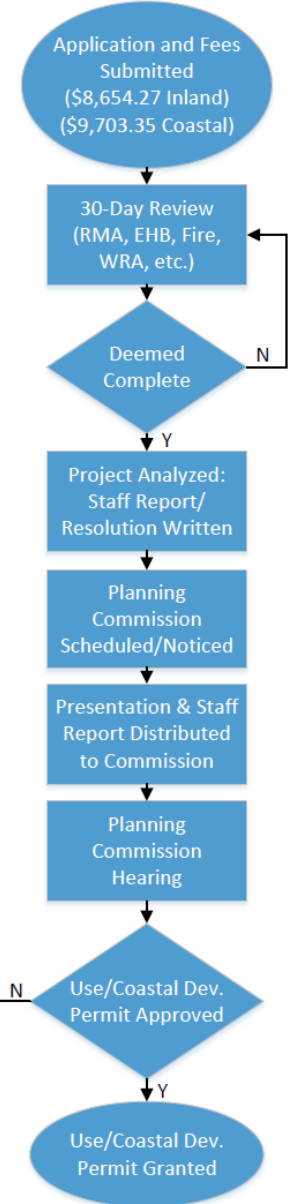 Application and Fees
Submitted
($8,654.27 Inland)
($9,703.35 Coastal)
30-Day Review
(RMA, EHB, Fire,
WRA, etc.)
Deemed
Complete
N
Y
Project Analyzed:
Staff Report/
Resolution Written
Planning
Commission
Scheduled/Noticed
Presentation & Staff
Report Distributed
to Commission
Planning
Commission
Hearing
N
Use/Coastal Dev.
Permit Approved
Y
Use/Coastal Dev.
Permit Granted